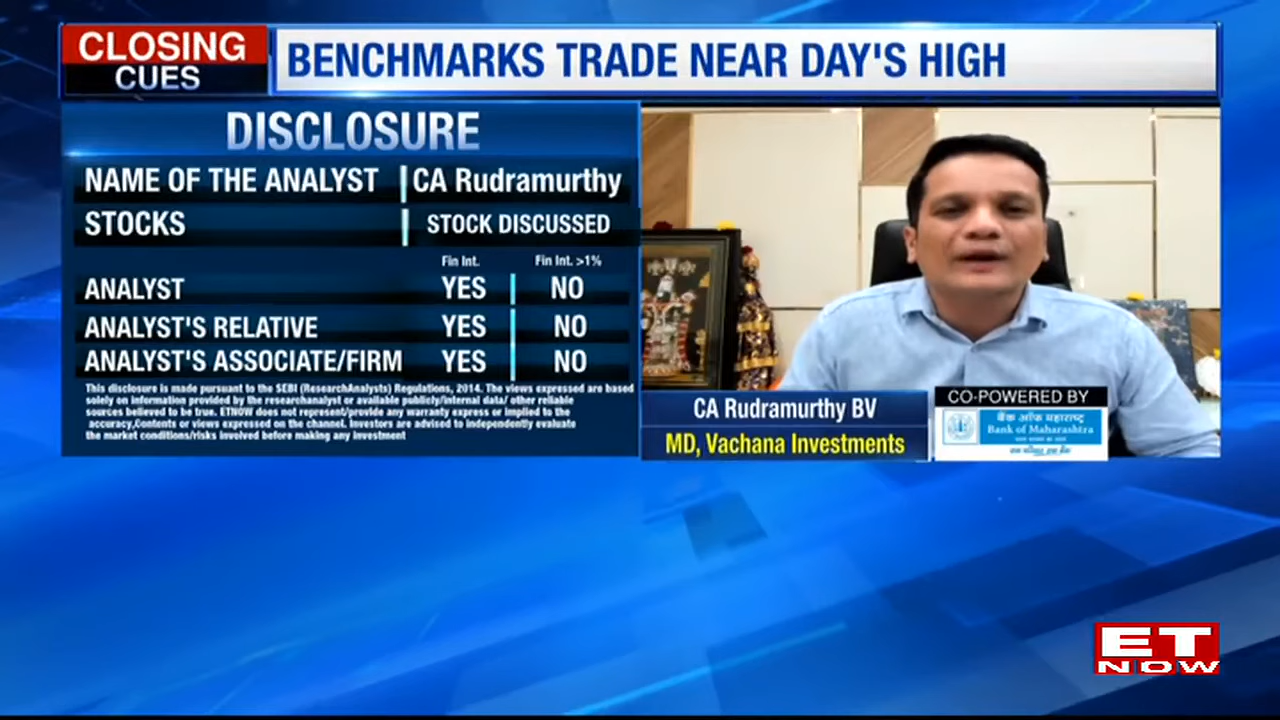 CLOSING
CUES
BENCHMARKS TRADE NEAR DAY'S HIGH
DISCLOSURE
NAME OF THE ANALYST CA Rudramurthy
STOCKS STOCK DISCUSSED
Fin Int. Fin Int. >1%
ANALYST YES NO
ANALYST'S RELATIVE YES NO
ANALYST'S ASSOCIATE/FIRM YES NO
This disclosure is made pursuant to the SEBI (ResearchAnalysts) Regulations, 2014. The views expressed are based
solely on information provided by the researchanalyst or available publicly/internal data/ other reliable
sources believed to be true. ETNOW does not represent/provide any warranty express or implied to the
accuracy,Contents or views expressed on the channel. Investors are advised to independently evaluate
the market conditions/risks involved before making any investment
CA Rudramurthy BV
MD, Vachana Investments
CO-POWERED BY
बैंक ऑफ महाराष्ट्र
Bank of Maharashtra
ET
NOW